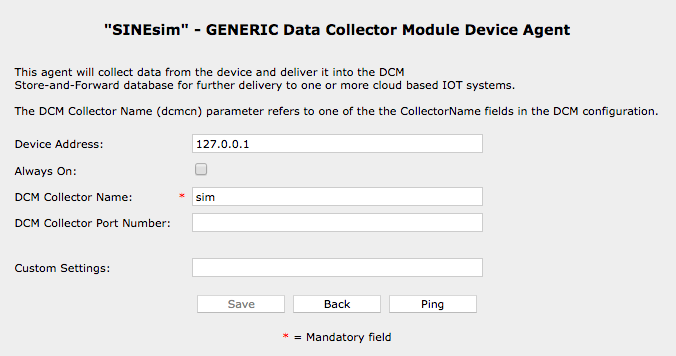 "SINEsim" - GENERIC Data Collector Module Device Agent
This agent will collect data from the device and deliver it into the DCM
Store-and-Forward database for further delivery to one or more cloud based IOT systems.
The DCM Collector Name (dcmcn) parameter refers to one of the the CollectorName fields in the DCM configuration.
Device Address: 127.0.0.1
Always On:
DCM Collector Name: * sim
DCM Collector Port Number:
Custom Settings:
Save Back Ping
* = Mandatory field